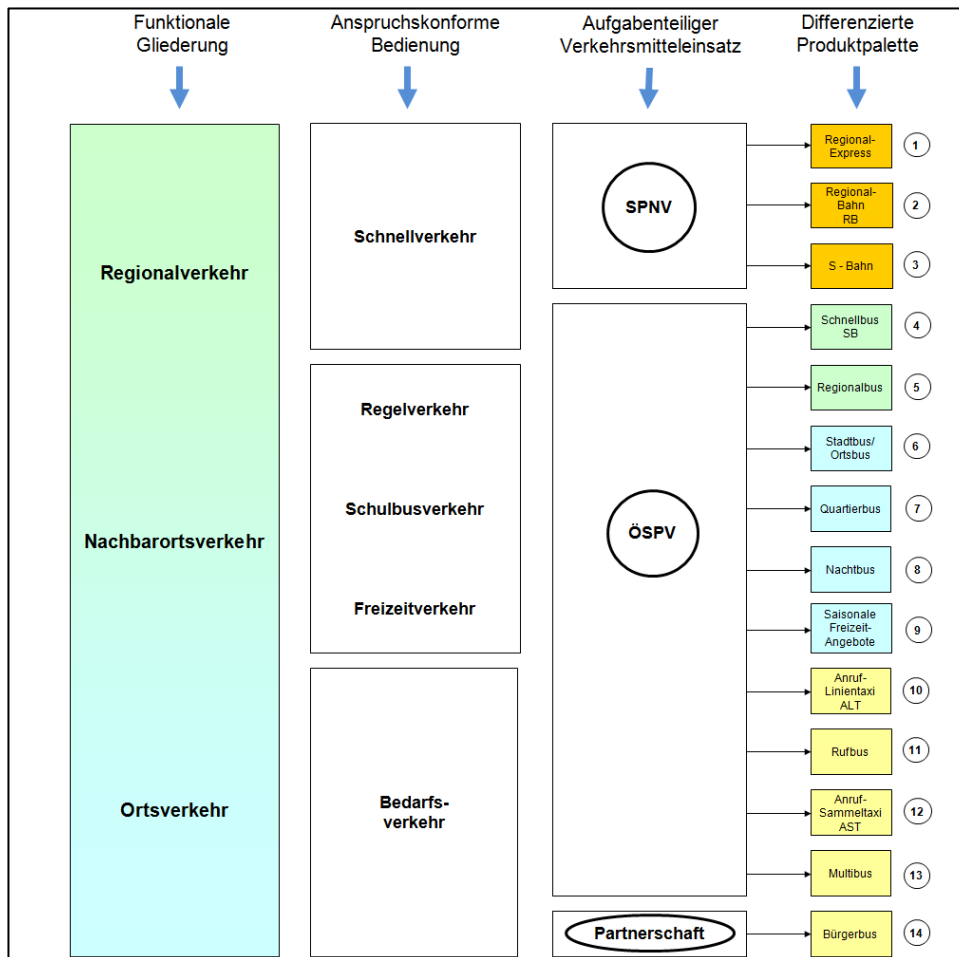 Funktionale
Gliederung
Anspruchskonforme
Bedienung
Aufgabenteiliger
Verkehrsmitteleinsatz
Differenzierte
Produktpalette
Regionalverkehr
Nachbarortsverkehr
Ortsverkehr
Schnellverkehr
Regelverkehr
Schulbusverkehr
Freizeitverkehr
Bedarfs-
verkehr
SPNV
ÖSPV
Partnerschaft
Regional-
Express
1
Regional-
Bahn
RB
2
S - Bahn
3
Schnellbus
SB
4
Regionalbus
5
Stadtbus/
Ortsbus
6
Quartierbus
7
Nachtbus
8
Saisonale
Freizeit-
Angebote
9
Anruf-
Linientaxi
ALT
10
Rufbus
11
Anruf-
Sammeltaxi
AST
12
Multibus
13
Bürgerbus
14